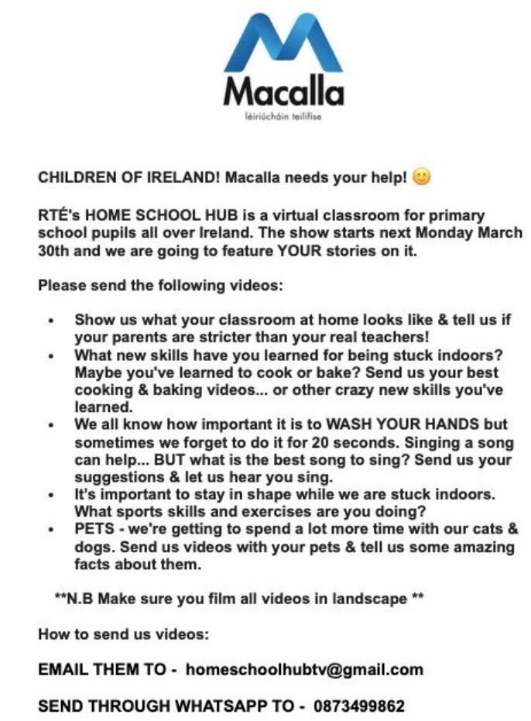 Macalla
léiriúcháin teilifíse
CHILDREN OF IRELAND! Macalla needs your help! 🙂
RTÉ's HOME SCHOOL HUB is a virtual classroom for primary
school pupils all over Ireland. The show starts next Monday March
30th and we are going to feature YOUR stories on it.
Please send the following videos:
• Show us what your classroom at home looks like & tell us if
your parents are stricter than your real teachers!
• What new skills have you learned for being stuck indoors?
Maybe you've learned to cook or bake? Send us your best
cooking & baking videos... or other crazy new skills you've
learned.
• We all know how important it is to WASH YOUR HANDS but
sometimes we forget to do it for 20 seconds. Singing a song
can help... BUT what is the best song to sing? Send us your
suggestions & let us hear you sing.
• It's important to stay in shape while we are stuck indoors.
What sports skills and exercises are you doing?
• PETS - we're getting to spend a lot more time with our cats &
dogs. Send us videos with your pets & tell us some amazing
facts about them.
**N.B Make sure you film all videos in landscape **
How to send us videos:
EMAIL THEM TO - homeschoolhubtv@gmail.com
SEND THROUGH WHATSAPP TO - 0873499862